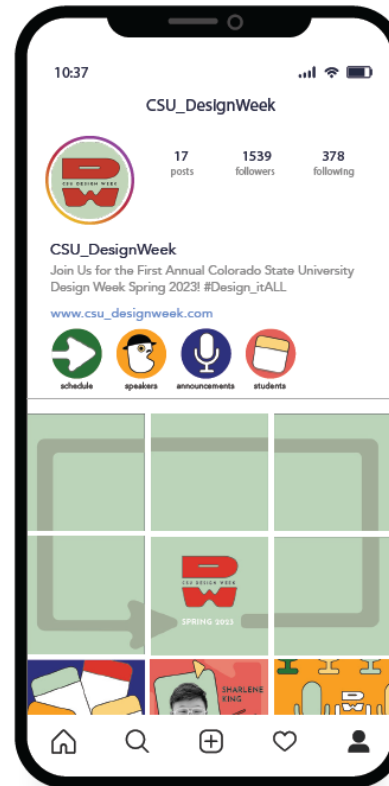 10:37
CSU_DesignWeek
D
CSU DESIGN WEEK
W
17 1539 378
posts followers following
CSU_DesignWeek
Join Us for the First Annual Colorado State University
Design Week Spring 2023! #Design_itALL
www.csu_designweek.com
schedule speakers announcements students
D
CSU DESIGN WEEK
W
SPRING 2023
SHARLENE
KING